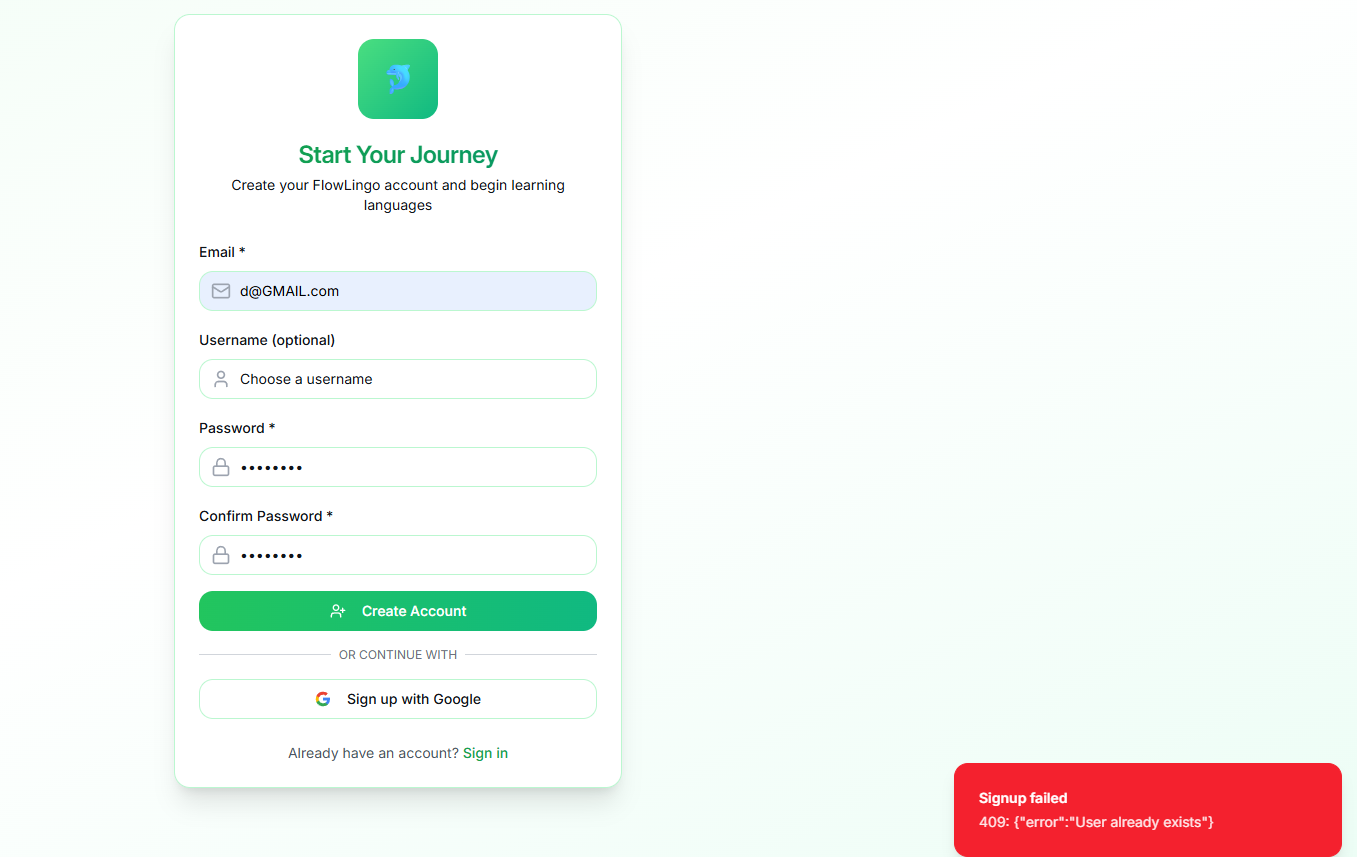 Start Your Journey
Create your FlowLingo account and begin learning
languages
Email *
d@GMAIL.com
Username (optional)
Choose a username
Password *
••••••••
Confirm Password *
••••••••
Create Account
OR CONTINUE WITH
Sign up with Google
Already have an account? Sign in
Signup failed
409: {"error":"User already exists"}